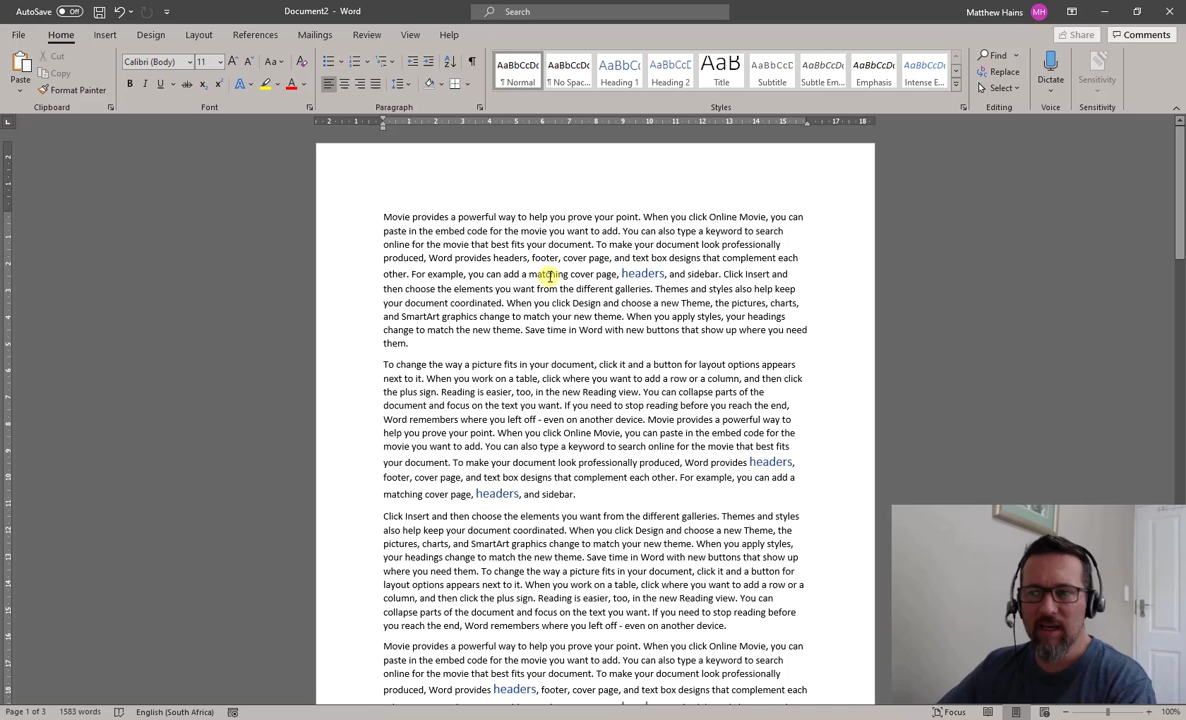 AutoSave Off Document2 - Word Search Matthew Hains MH
File Home Insert Design Layout References Mailings Review View Help Share Comments
Paste Cut Copy Format Painter
Clipboard
Calibri (Body) 11
Font
Paragraph
AaBbCcDc AaBbCcDc AaBbCc AaBbCcD AaB AaBbCcD AaBbCcDc AaBbCcDc AaBbCcDc
¶ Normal ¶ No Spac... Heading 1 Heading 2 Title Subtitle Subtle Em... Emphasis Intense E...
Styles
Find Replace Select
Editing
Dictate
Voice
Sensitivity
Sensitivity
2 1 1 2 3 4 5 6 7 8 9 10 11 12 13 14 15 17 18
Movie provides a powerful way to help you prove your point. When you click Online Movie, you can
paste in the embed code for the movie you want to add. You can also type a keyword to search
online for the movie that best fits your document. To make your document look professionally
produced, Word provides headers, footer, cover page, and text box designs that complement each
other. For example, you can add a matching cover page, headers, and sidebar. Click Insert and
then choose the elements you want from the different galleries. Themes and styles also help keep
your document coordinated. When you click Design and choose a new Theme, the pictures, charts,
and SmartArt graphics change to match your new theme. When you apply styles, your headings
change to match the new theme. Save time in Word with new buttons that show up where you need
them.
To change the way a picture fits in your document, click it and a button for layout options appears
next to it. When you work on a table, click where you want to add a row or a column, and then click
the plus sign. Reading is easier, too, in the new Reading view. You can collapse parts of the
document and focus on the text you want. If you need to stop reading before you reach the end,
Word remembers where you left off - even on another device. Movie provides a powerful way to
help you prove your point. When you click Online Movie, you can paste in the embed code for the
movie you want to add. You can also type a keyword to search online for the movie that best fits
your document. To make your document look professionally produced, Word provides headers,
footer, cover page, and text box designs that complement each other. For example, you can add a
matching cover page, headers, and sidebar.
Click Insert and then choose the elements you want from the different galleries. Themes and styles
also help keep your document coordinated. When you click Design and choose a new Theme, the
pictures, charts, and SmartArt graphics change to match your new theme. When you apply styles,
your headings change to match the new theme. Save time in Word with new buttons that show up
where you need them. To change the way a picture fits in your document, click it and a button for
layout options appears next to it. When you work on a table, click where you want to add a row or a
column, and then click the plus sign. Reading is easier, too, in the new Reading view. You can
collapse parts of the document and focus on the text you want. If you need to stop reading before
you reach the end, Word remembers where you left off - even on another device.
Movie provides a powerful way to help you prove your point. When you click Online Movie, you can
paste in the embed code for the movie you want to add. You can also type a keyword to search
online for the movie that best fits your document. To make your document look professionally
produced, Word provides headers, footer, cover page, and text box designs that complement each
Page 1 of 3 1583 words English (South Africa) Focus 100%